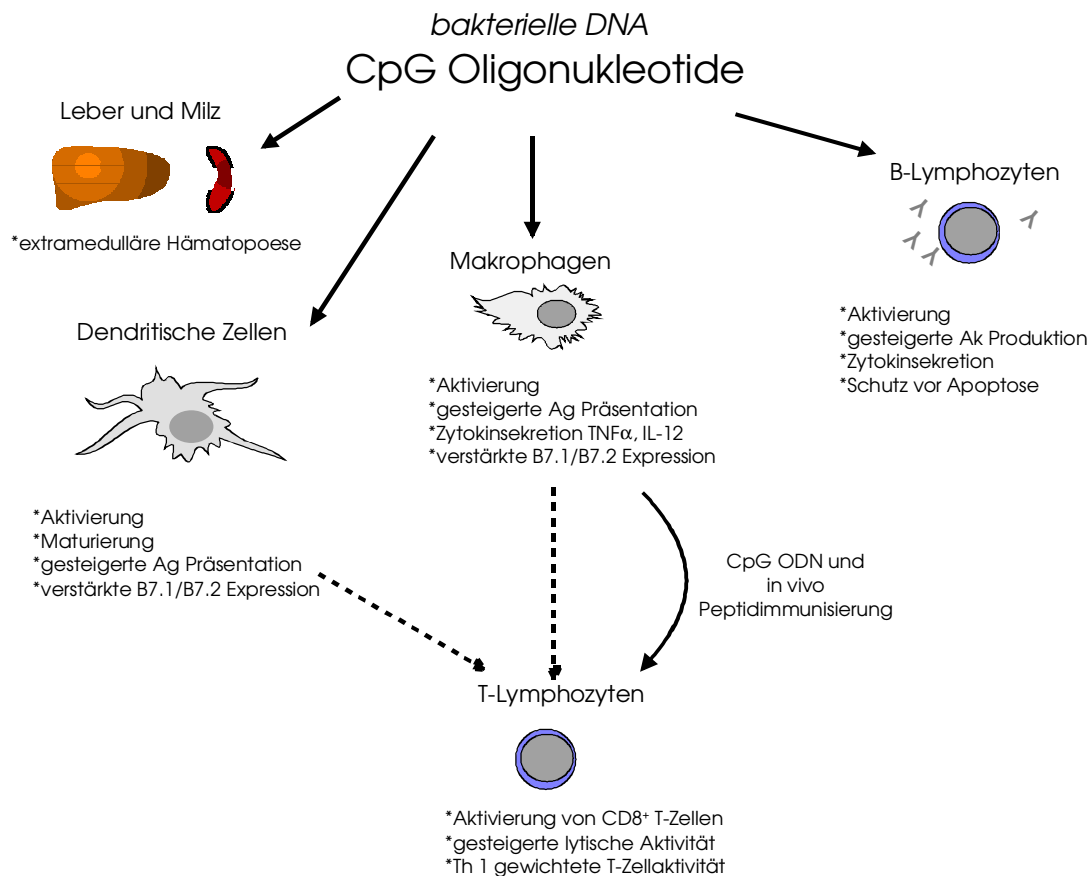 bakterielle DNA
CpG Oligonukleotide
Leber und Milz
*extramedulläre Hämatopoese
Dendritische Zellen
*Aktivierung
*Maturierung
*gesteigerte Ag Präsentation
*verstärkte B7.1/B7.2 Expression
Makrophagen
*Aktivierung
*gesteigerte Ag Präsentation
*Zytokinsekretion TNFα, IL-12
*verstärkte B7.1/B7.2 Expression
B-Lymphozyten
*Aktivierung
*gesteigerte Ak Produktion
*Zytokinsekretion
*Schutz vor Apoptose
CpG ODN und
in vivo
Peptidimmunisierung
T-Lymphozyten
*Aktivierung von CD8⁺ T-Zellen
*gesteigerte lytische Aktivität
*Th 1 gewichtete T-Zellaktivität